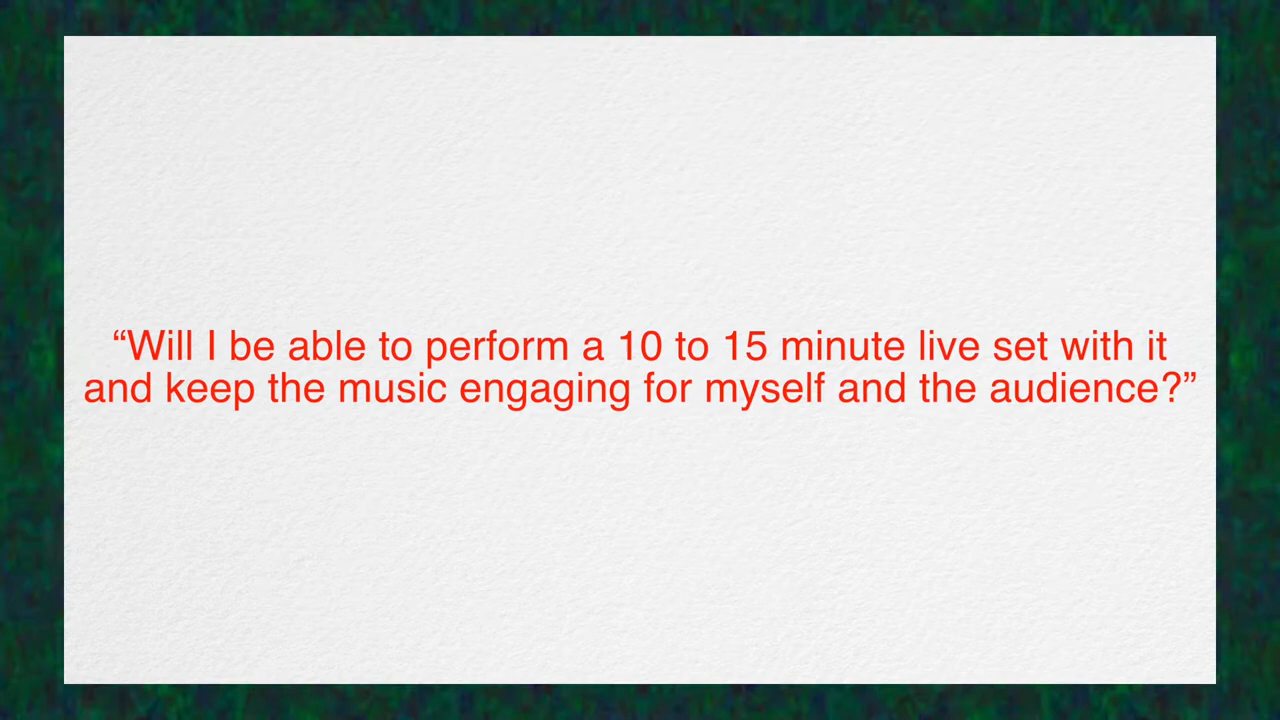 “Will I be able to perform a 10 to 15 minute live set with it
and keep the music engaging for myself and the audience?”